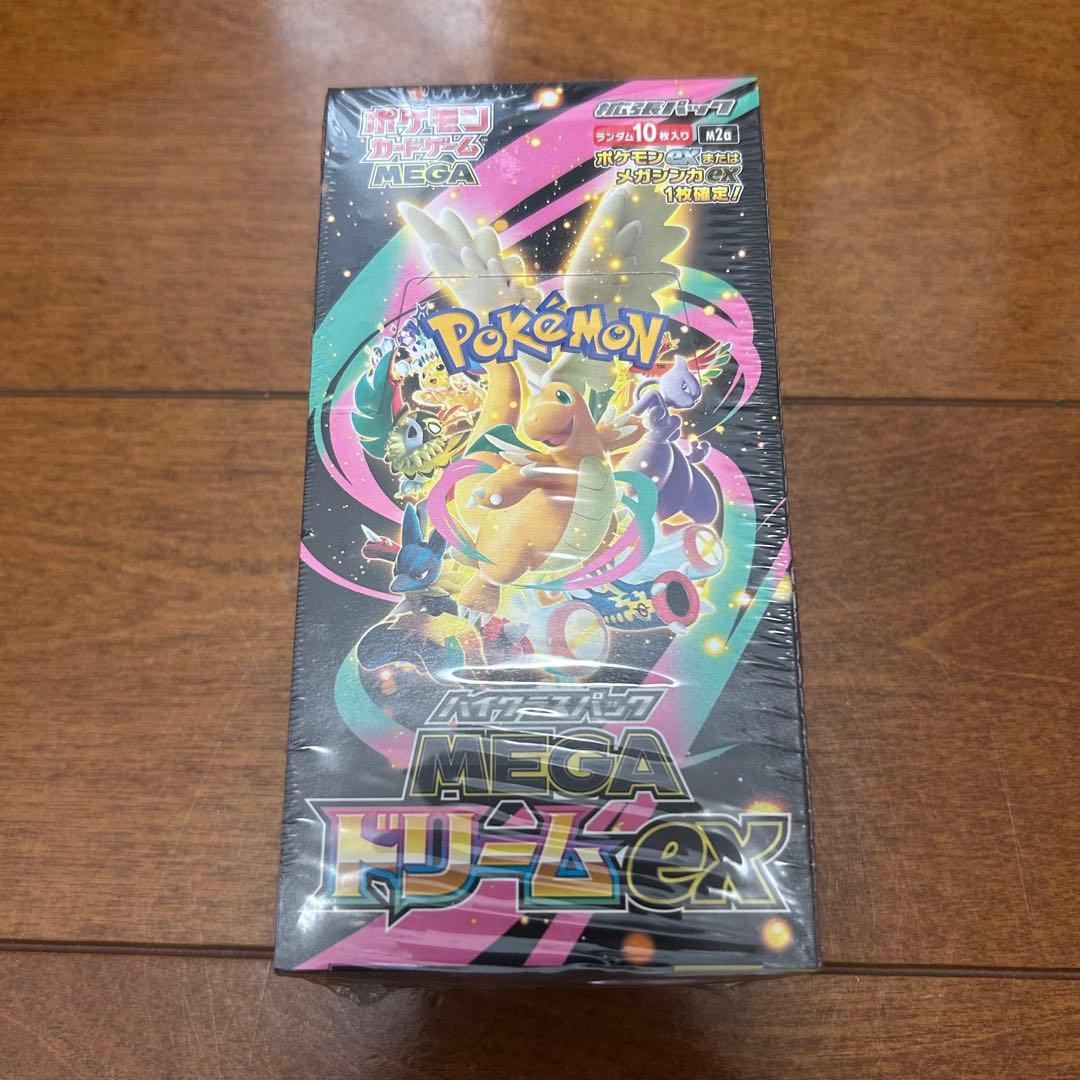 ポケモン
カードゲーム
MEGA
拡張パック
ランダム10枚入り M2a
ポケモンexまたは
メガシンカex
1枚確定!
POKéMON
TM
ハイクラスパック
MEGA
ドリームex